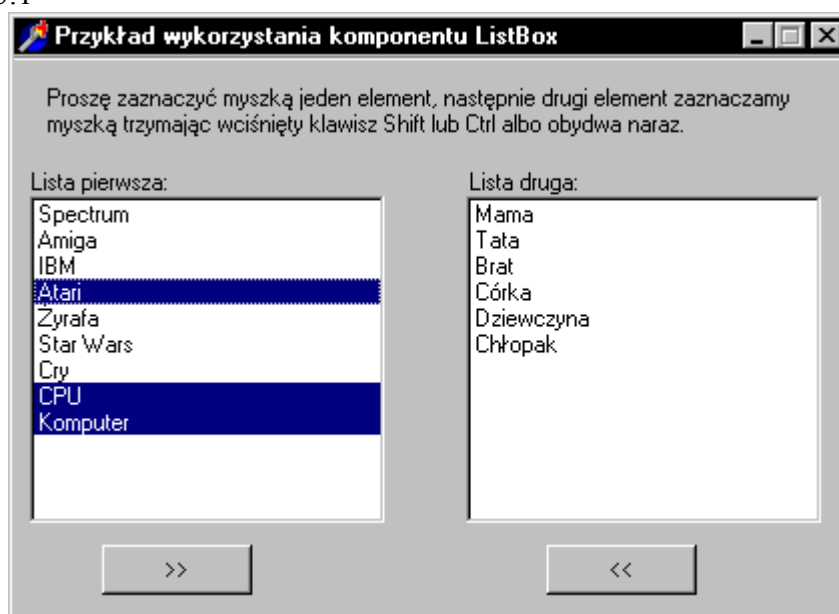 Przykład wykorzystania komponentu ListBox
Proszę zaznaczyć myszką jeden element, następnie drugi element zaznaczamy
myszką trzymając wciśnięty klawisz Shift lub Ctrl albo obydwa naraz.
Lista pierwsza:
Spectrum
Amiga
IBM
Atari
Żyrafa
Star Wars
Cry
CPU
Komputer
>>
Lista druga:
Mama
Tata
Brat
Córka
Dziewczyna
Chłopak
<<